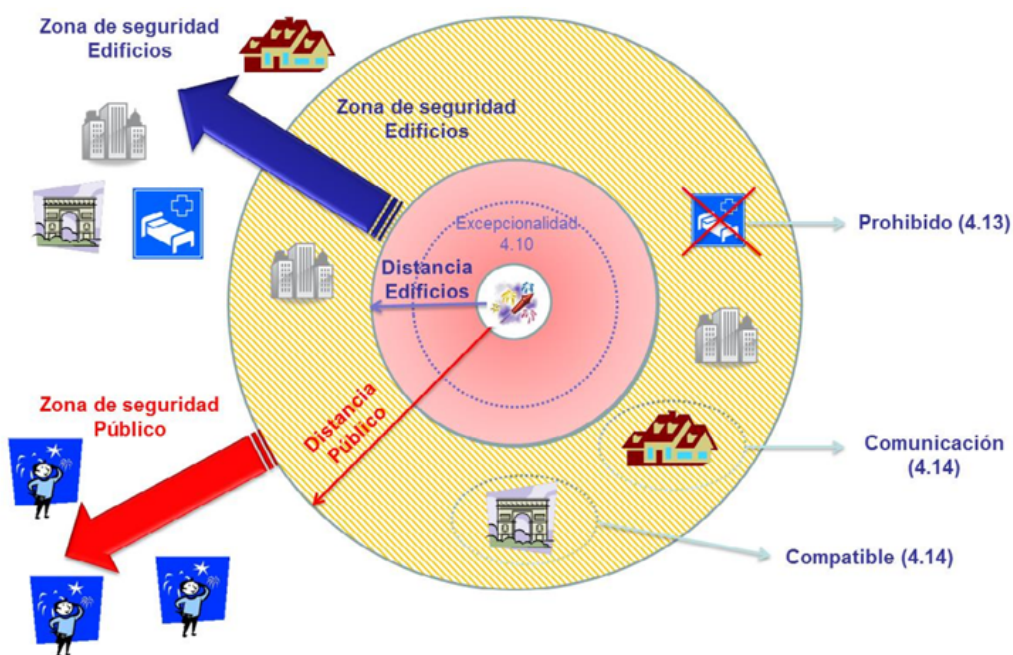 Zona de seguridad
Edificios
Zona de seguridad
Edificios
Excepcionalidad
4.10
Distancia
Edificios
Prohibido (4.13)
Zona de seguridad
Público
Distancia
Público
Comunicación
(4.14)
Compatible (4.14)